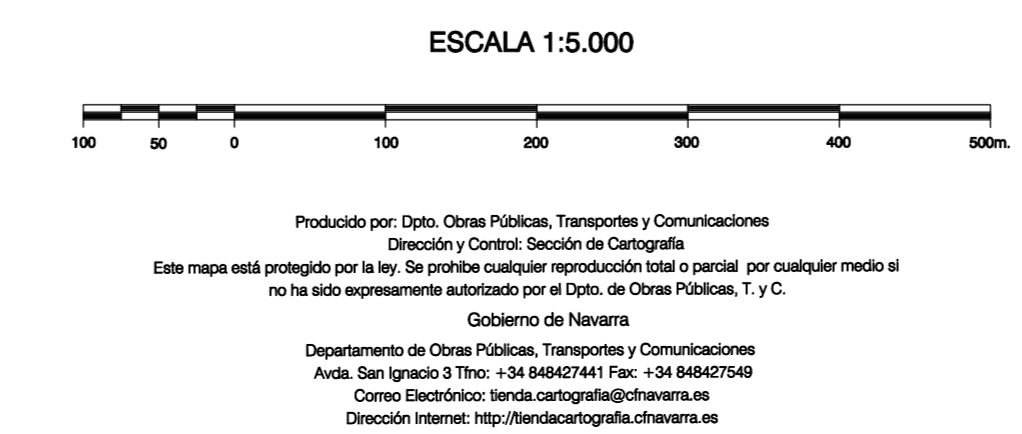 ESCALA 1:5.000
100 50 0 100 200 300 400 500m.
Producido por: Dpto. Obras Públicas, Transportes y Comunicaciones
Dirección y Control: Sección de Cartografía
Este mapa está protegido por la ley. Se prohibe cualquier reproducción total o parcial por cualquier medio si
no ha sido expresamente autorizado por el Dpto. de Obras Públicas, T. y C.
Gobierno de Navarra
Departamento de Obras Públicas, Transportes y Comunicaciones
Avda. San Ignacio 3 Tfno: +34 848427441 Fax: +34 848427549
Correo Electrónico: tienda.cartografia@cfnavarra.es
Dirección Internet: http://tiendacartografia.cfnavarra.es